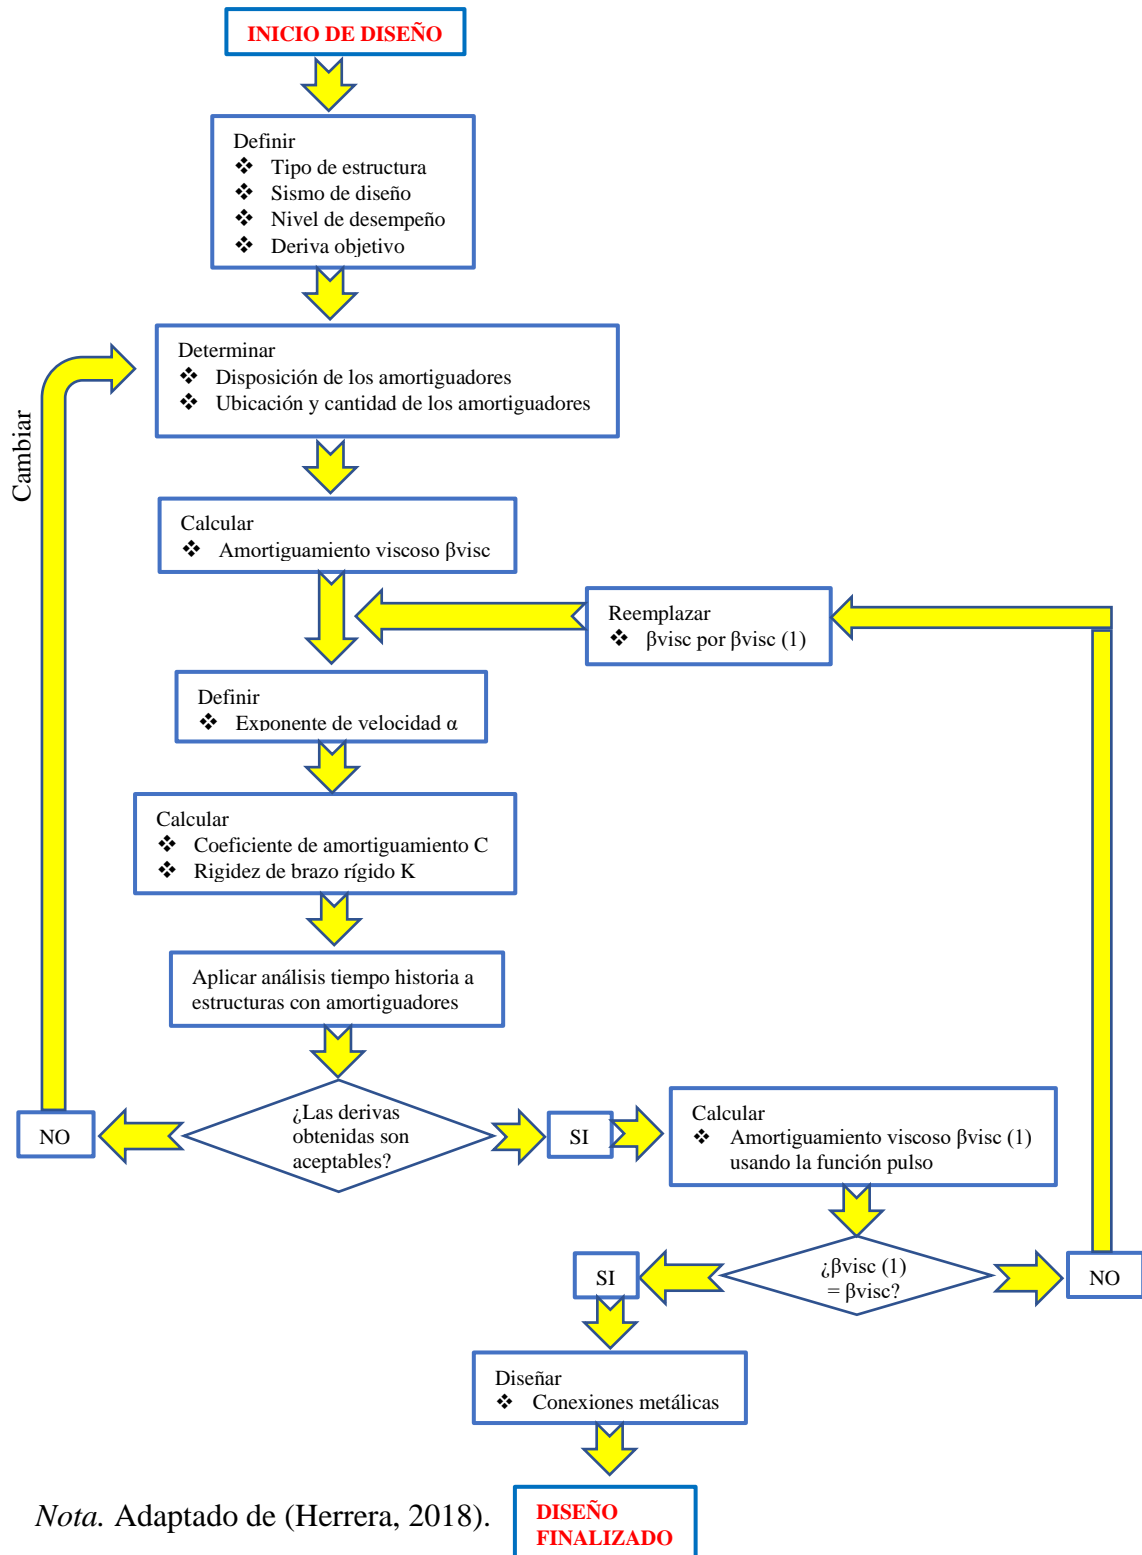 INICIO DE DISEÑO
Definir
❖ Tipo de estructura
❖ Sismo de diseño
❖ Nivel de desempeño
❖ Deriva objetivo
Determinar
❖ Disposición de los amortiguadores
❖ Ubicación y cantidad de los amortiguadores
Cambiar
Calcular
❖ Amortiguamiento viscoso βvisc
Reemplazar
❖ βvisc por βvisc (1)
Definir
❖ Exponente de velocidad α
Calcular
❖ Coeficiente de amortiguamiento C
❖ Rigidez de brazo rígido K
Aplicar análisis tiempo historia a
estructuras con amortiguadores
¿Las derivas
obtenidas son
aceptables?
NO
SI
Calcular
❖ Amortiguamiento viscoso βvisc (1)
usando la función pulso
¿βvisc (1)
= βvisc?
SI
NO
Diseñar
❖ Conexiones metálicas
DISEÑO
FINALIZADO
Nota. Adaptado de (Herrera, 2018).